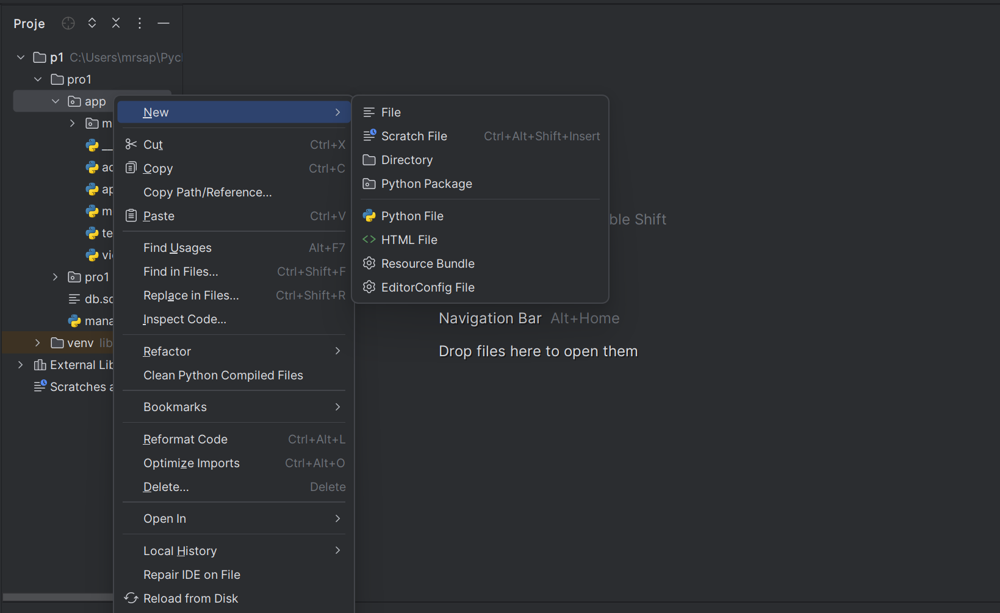 Proje
p1 C:\Users\mrsap\Pycl
pro1
app
m
__
ac
ap
m
te
vi
pro1
db.sc
mana
venv lib
External Lib
Scratches a
New
Cut Ctrl+X
Copy Ctrl+C
Copy Path/Reference...
Paste Ctrl+V
Find Usages Alt+F7
Find in Files... Ctrl+Shift+F
Replace in Files... Ctrl+Shift+R
Inspect Code...
Refactor
Clean Python Compiled Files
Bookmarks
Reformat Code Ctrl+Alt+L
Optimize Imports Ctrl+Alt+O
Delete... Delete
Open In
Local History
Repair IDE on File
Reload from Disk
File
Scratch File Ctrl+Alt+Shift+Insert
Directory
Python Package
Python File
HTML File
Resource Bundle
EditorConfig File
ble Shift
Navigation Bar Alt+Home
Drop files here to open them